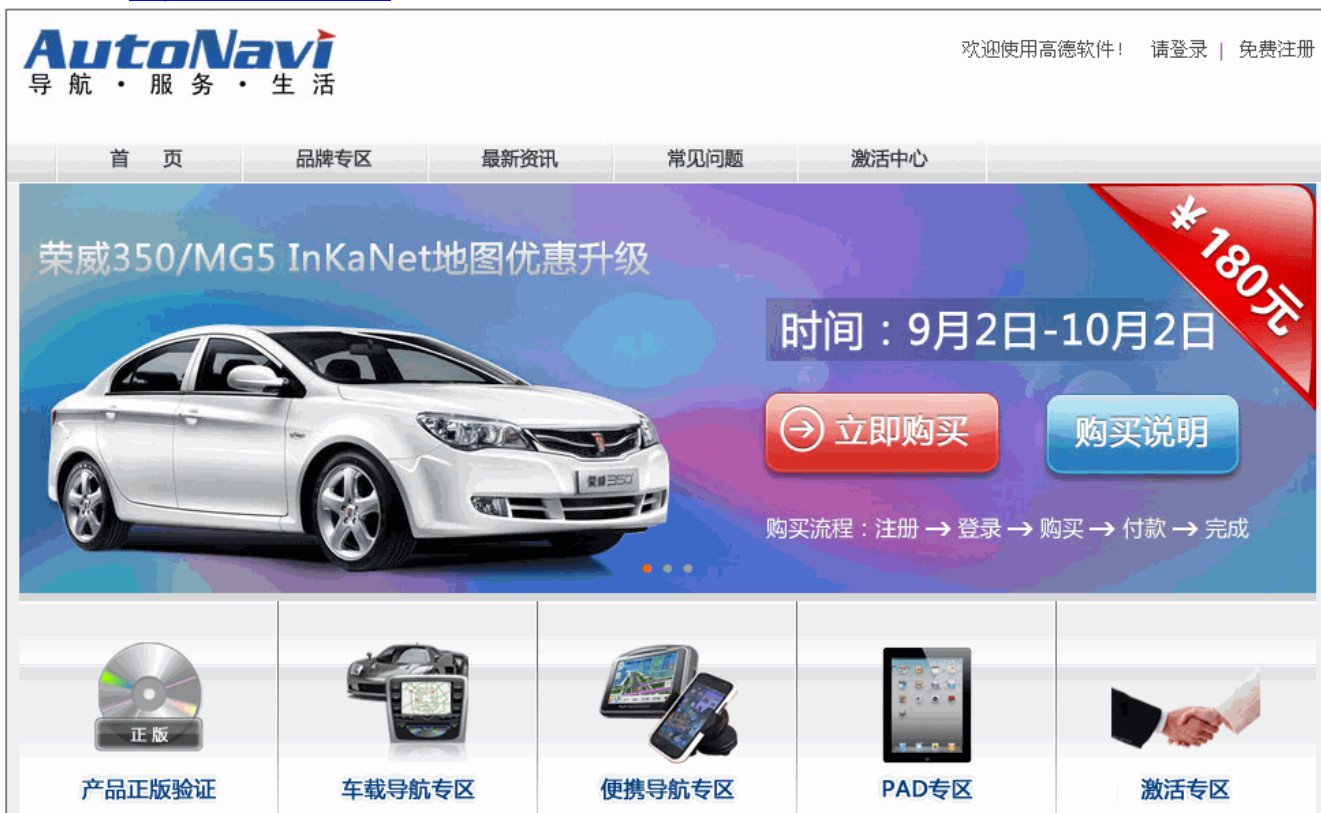 AutoNavi
导 航 · 服 务 · 生 活
欢迎使用高德软件! 请登录 | 免费注册
首 页 品牌专区 最新资讯 常见问题 激活中心
荣威350/MG5 InKaNet地图优惠升级
¥180元
时间：9月2日-10月2日
立即购买 购买说明
荣威350
购买流程：注册→登录→购买→付款→完成
正版
产品正版验证 车载导航专区 便携导航专区 PAD专区 激活专区